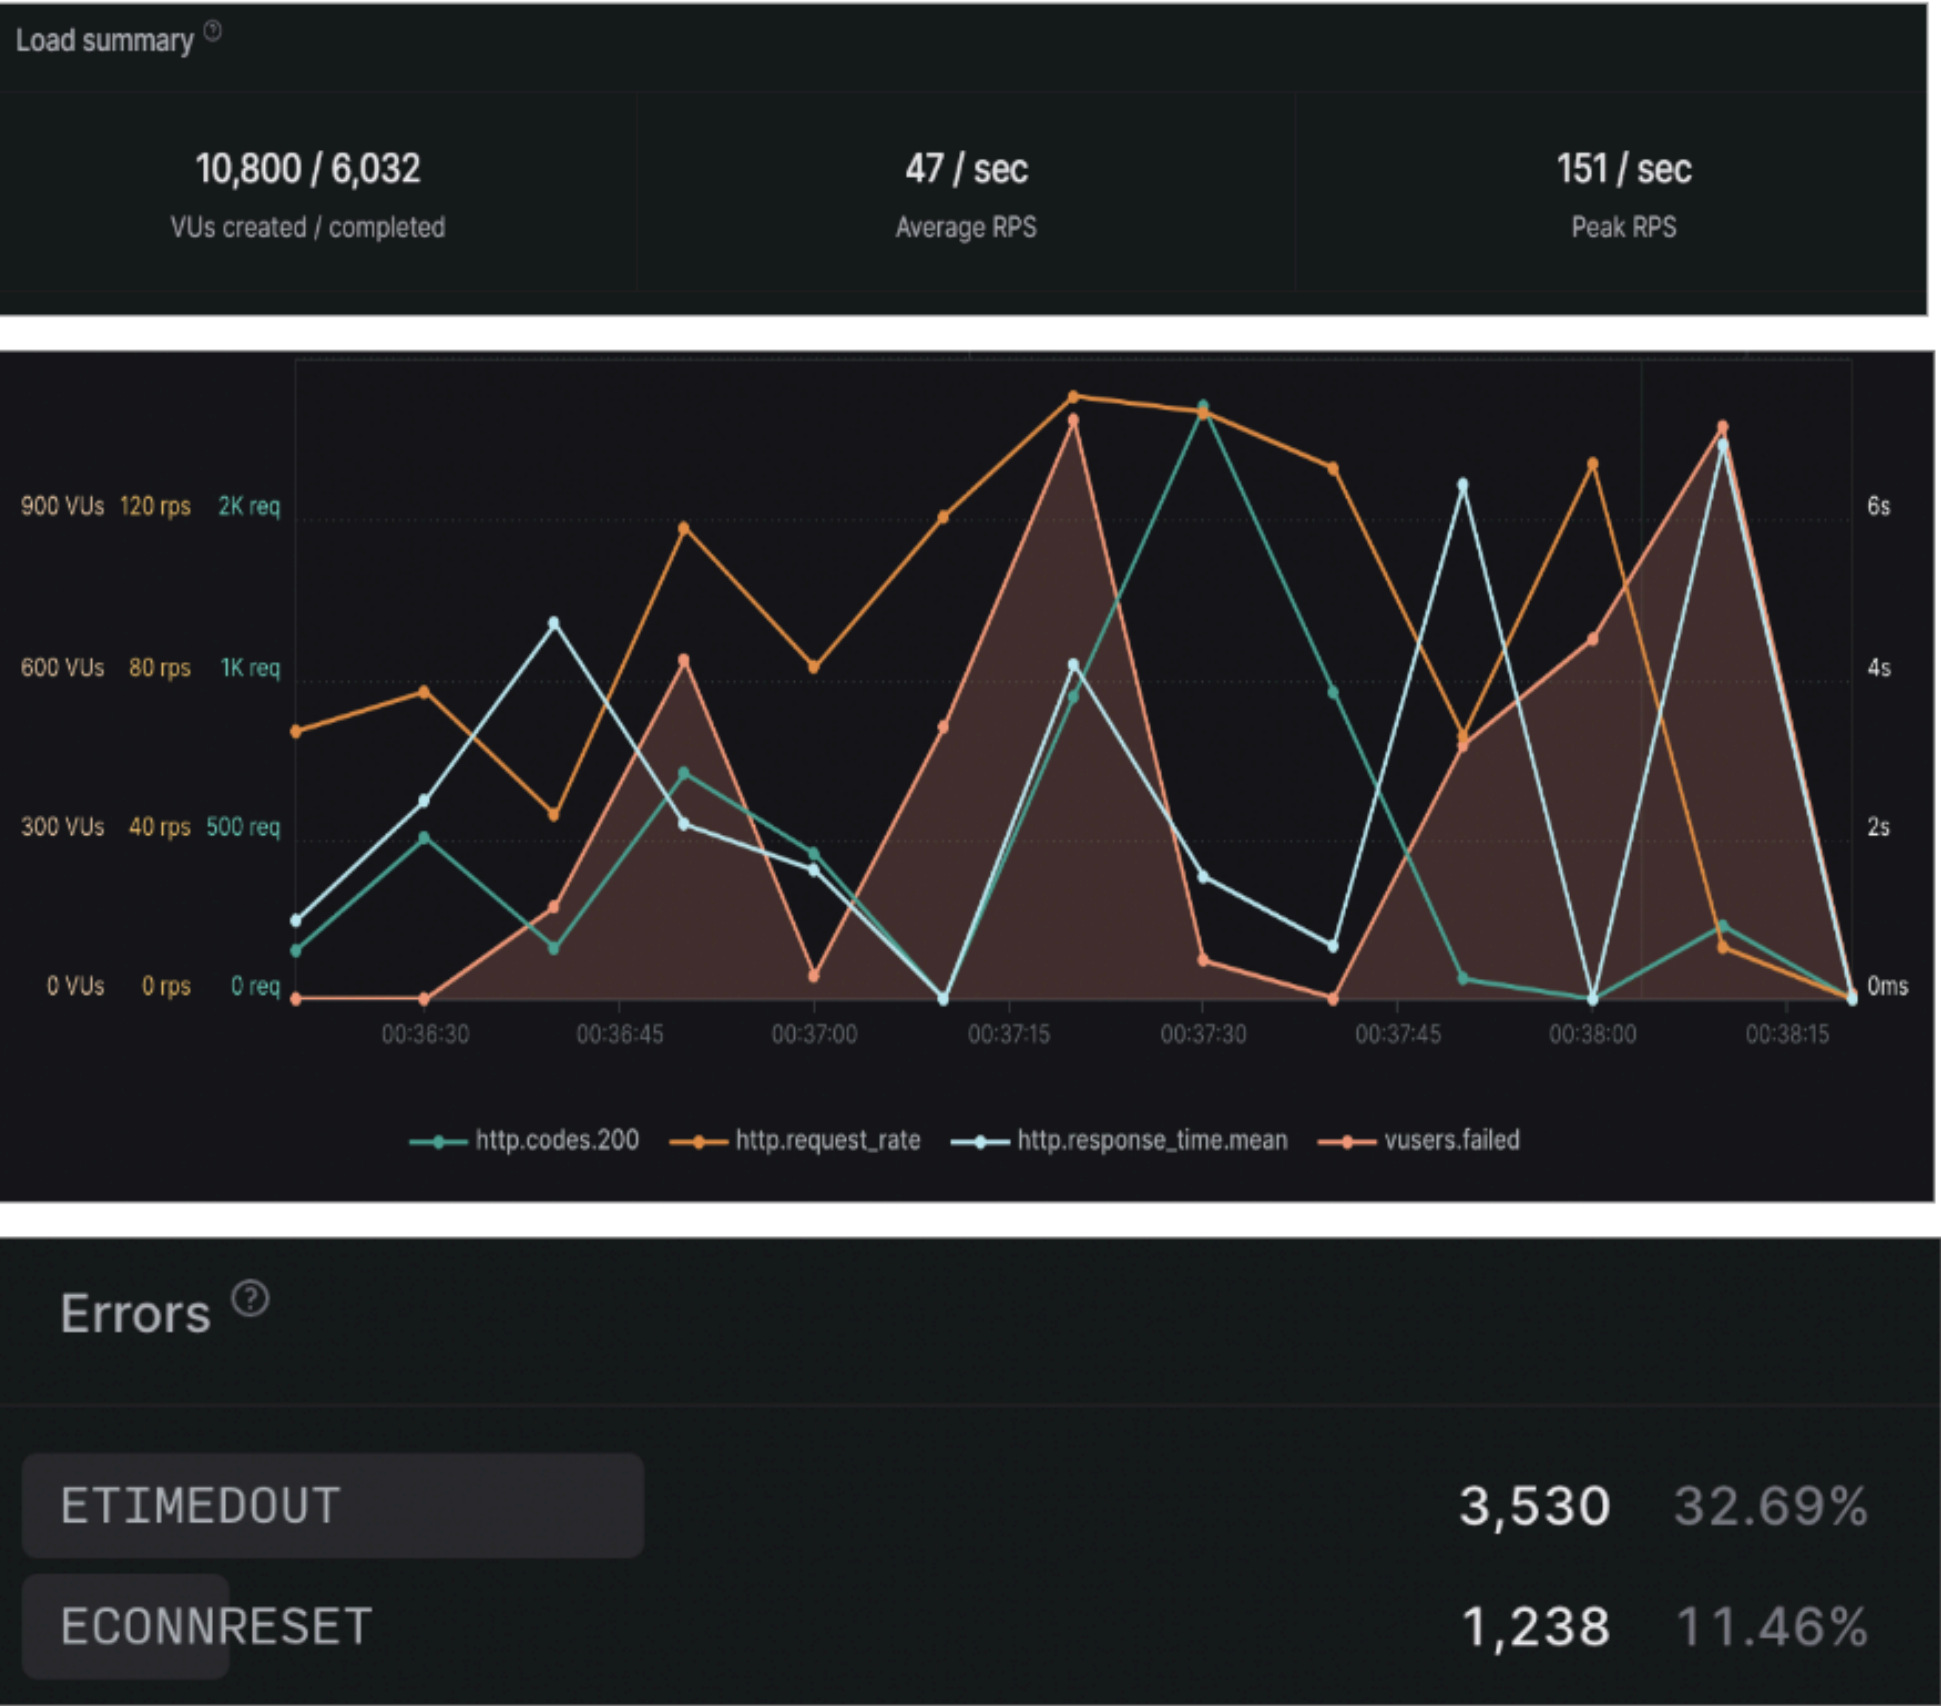 Load summary ?
10,800 / 6,032
VUs created / completed
47 / sec
Average RPS
151 / sec
Peak RPS
900 VUs 120 rps 2K req 6s
600 VUs 80 rps 1K req 4s
300 VUs 40 rps 500 req 2s
0 VUs 0 rps 0 req 0ms
00:36:30 00:36:45 00:37:00 00:37:15 00:37:30 00:37:45 00:38:00 00:38:15
http.codes.200 http.request_rate http.response_time.mean vusers.failed
Errors ?
ETIMEDOUT 3,530 32.69%
ECONNRESET 1,238 11.46%